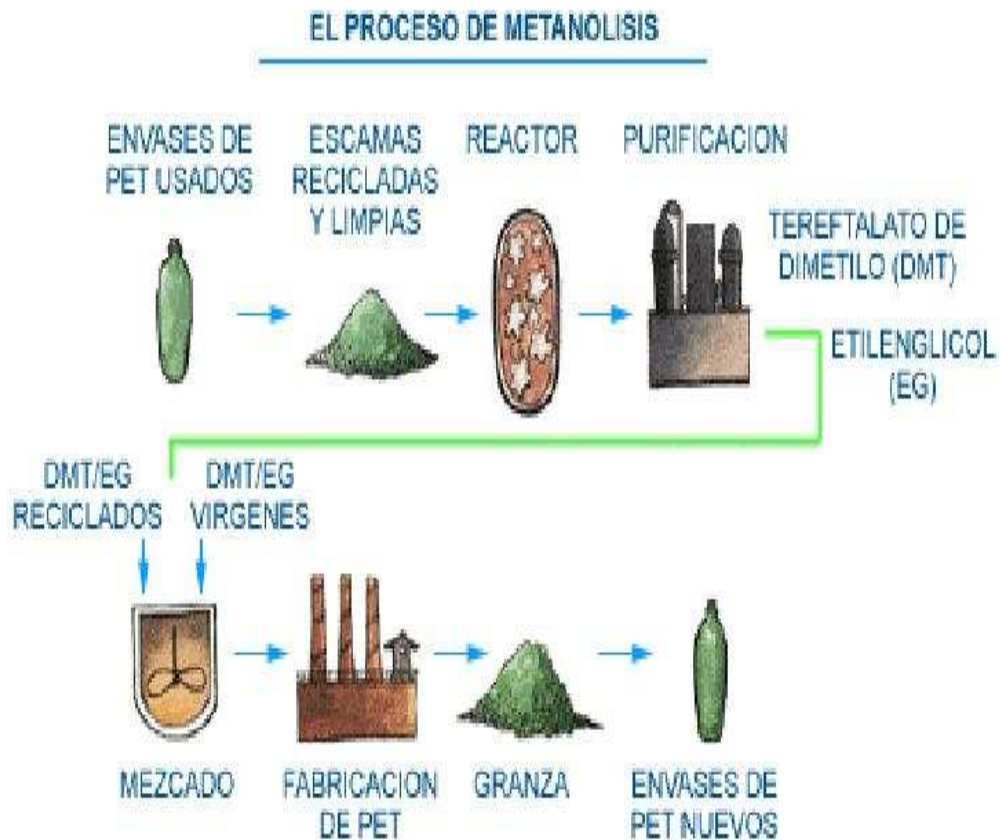 EL PROCESO DE METANOLISIS
ENVASES DE
PET USADOS
ESCAMAS
RECICLADAS
Y LIMPIAS
REACTOR
PURIFICACION
TEREFTALATO DE
DIMETILO (DMT)
ETILENGLICOL
(EG)
DMT/EG
RECICLADOS
DMT/EG
VIRGENES
MEZCADO
FABRICACION
DE PET
GRANZA
ENVASES DE
PET NUEVOS